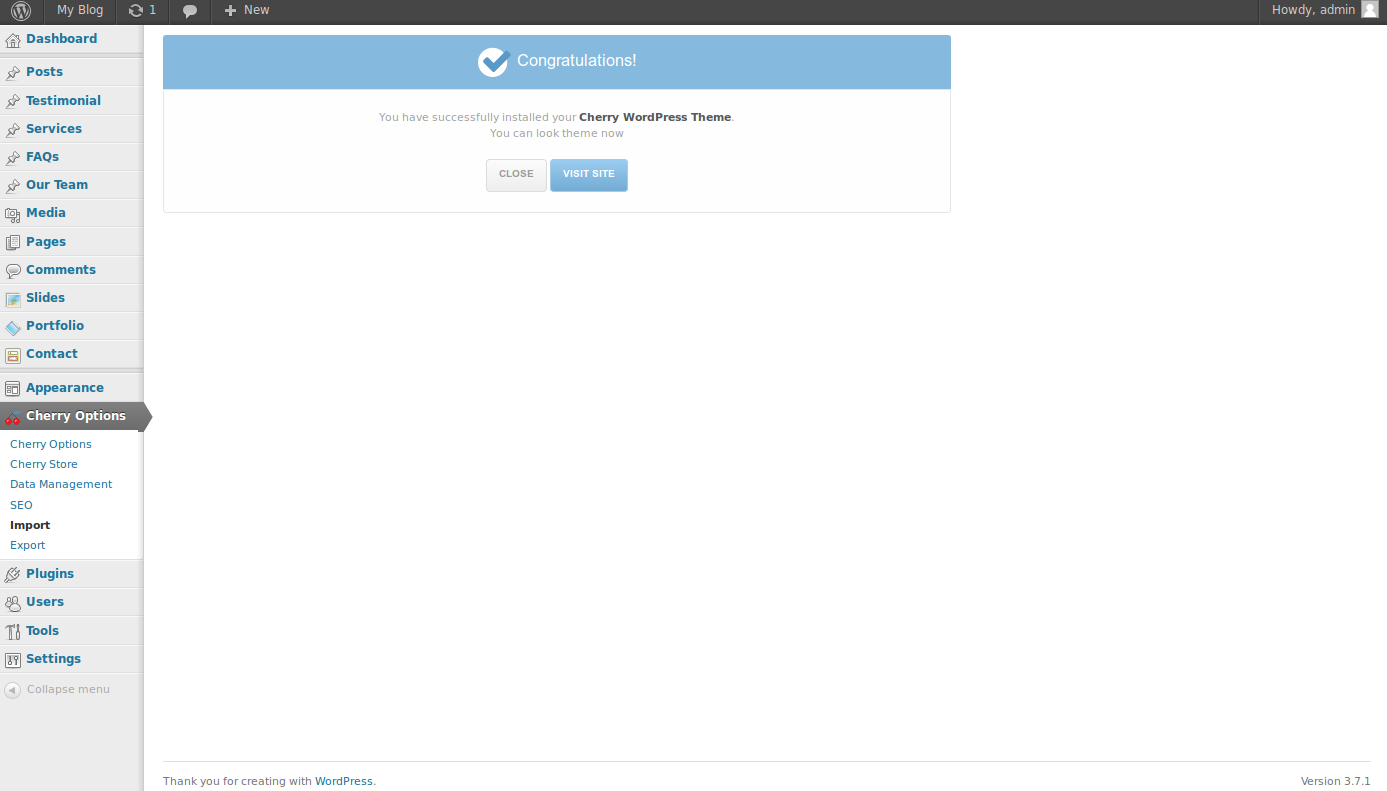 My Blog
1
New
Howdy, admin
Dashboard
Posts
Testimonial
Services
FAQs
Our Team
Media
Pages
Comments
Slides
Portfolio
Contact
Appearance
Cherry Options
Cherry Options
Cherry Store
Data Management
SEO
Import
Export
Plugins
Users
Tools
Settings
Collapse menu
Congratulations!
You have successfully installed your Cherry WordPress Theme.
You can look theme now
CLOSE
VISIT SITE
Thank you for creating with WordPress.
Version 3.7.1